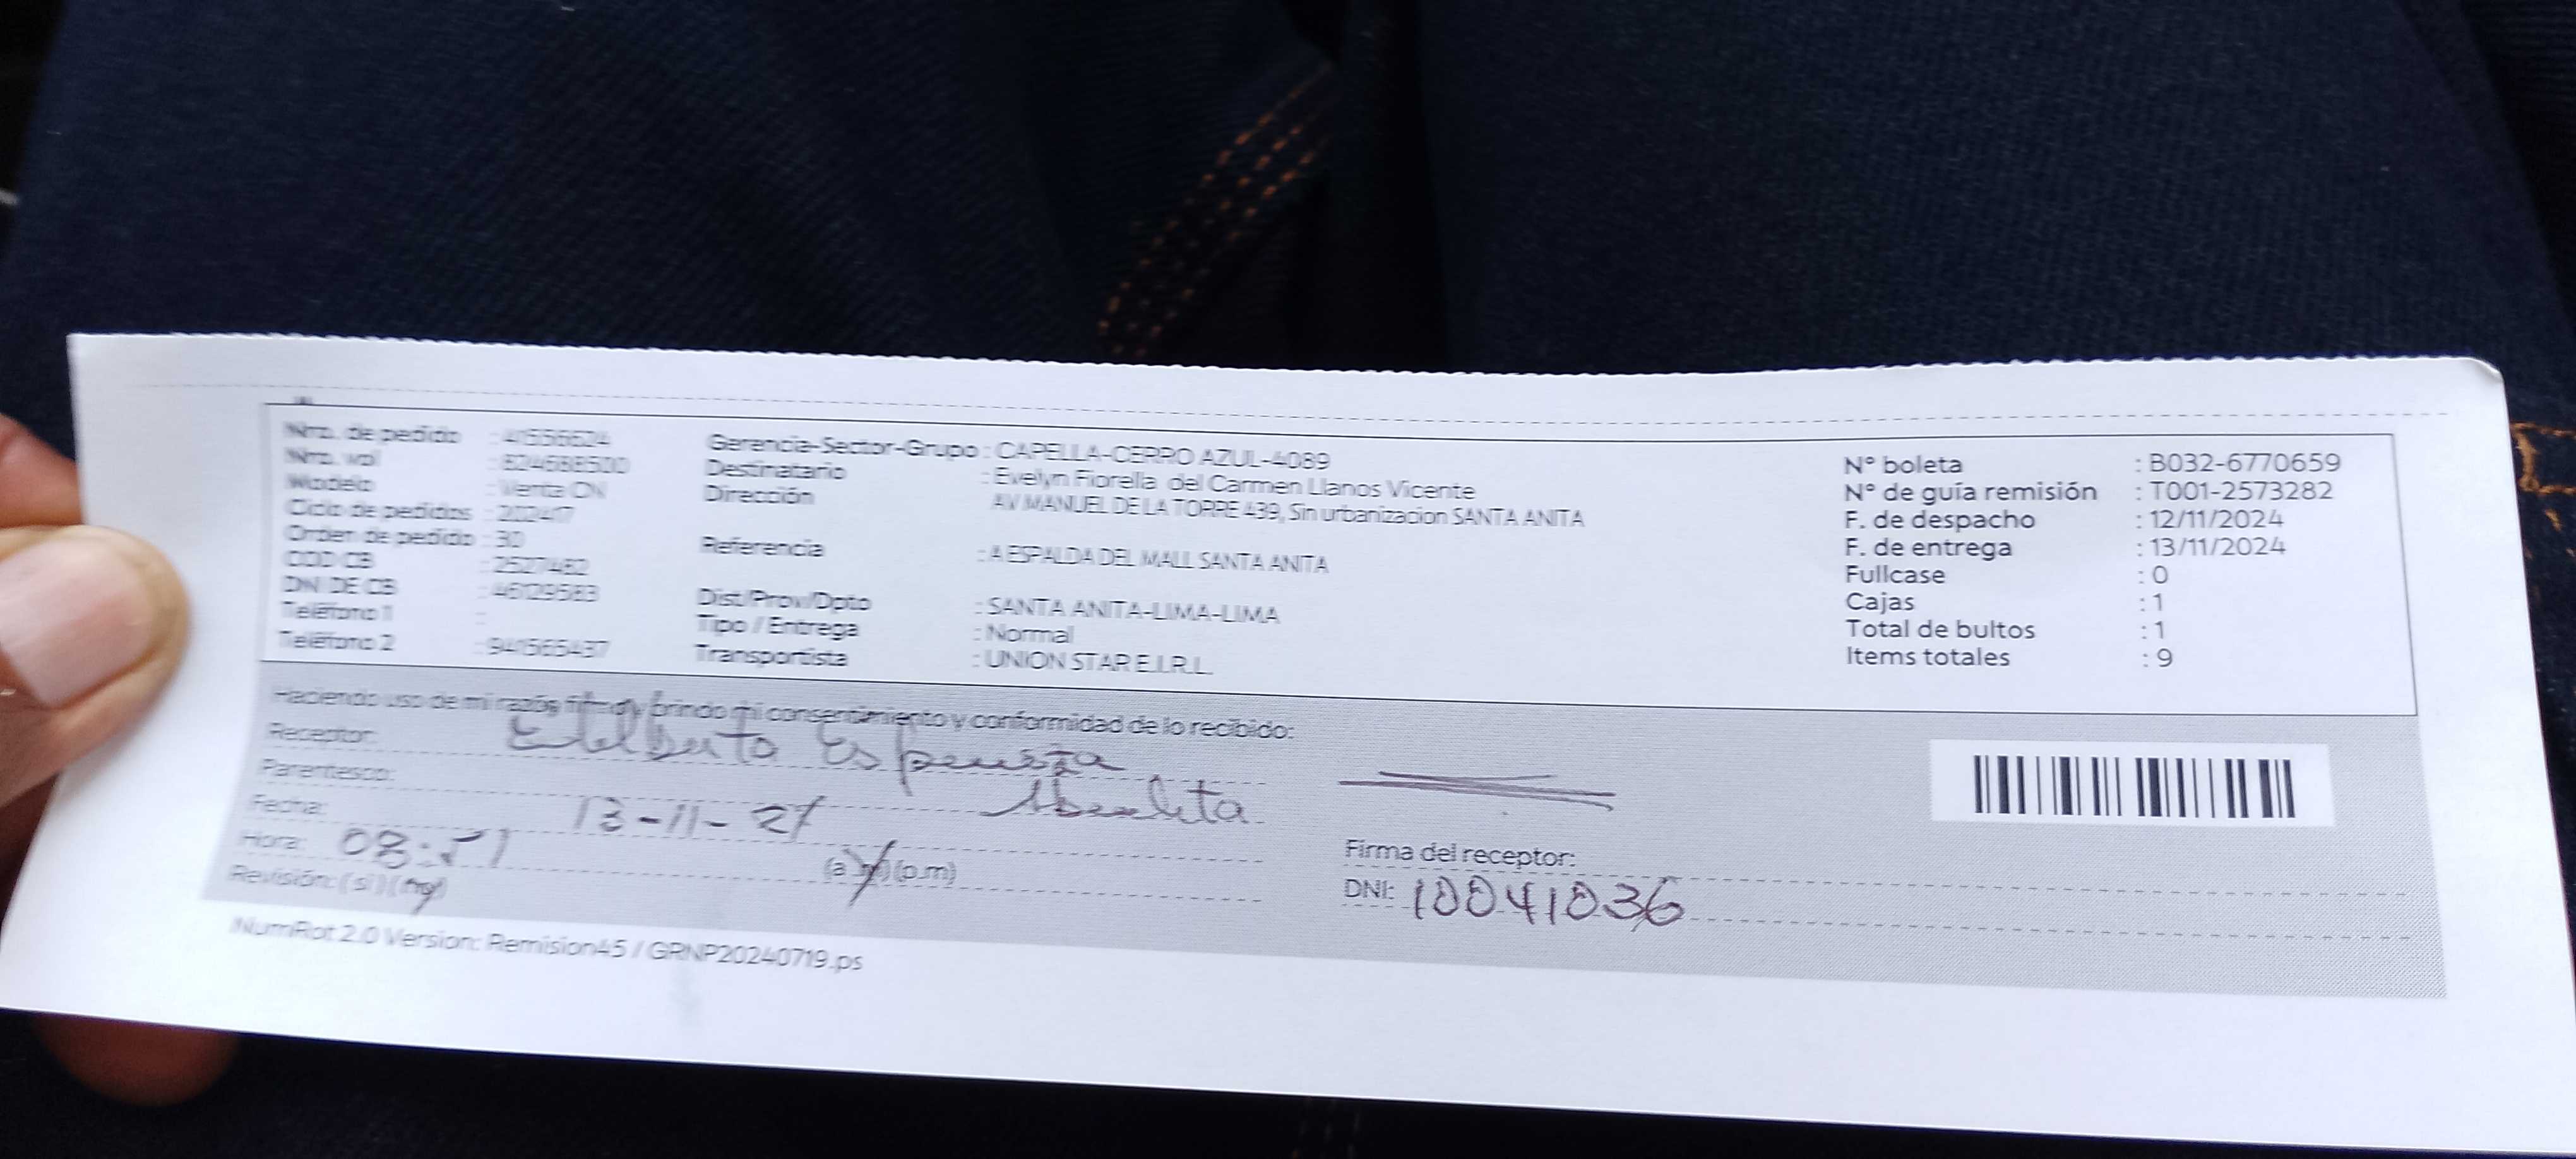 Nro. de pedido : 41556624
Nro. wol : 824688500
Modelo : Venta CN
Ciclo de pedidos : 202417
Orden de pedido : 30
COD CB : 2527482
DNI DE CB : 46129583
Teléfono 1 :
Teléfono 2 : 941565437
Gerencia-Sector-Grupo : CAPELLA-CERRO AZUL-4089
Destinatario : Evelyn Fiorella del Carmen Llanos Vicente
Dirección AV MANUEL DE LA TORRE 439, Sin urbanizacion SANTA ANITA
Referencia : A ESPALDA DEL MALL SANTA ANITA
Dist/Prov/Dpto : SANTA ANITA-LIMA-LIMA
Tipo / Entrega : Normal
Transportista : UNION STAR E.I.R.L.
N° boleta : B032-6770659
N° de guía remisión : T001-2573282
F. de despacho : 12/11/2024
F. de entrega : 13/11/2024
Fullcase : 0
Cajas : 1
Total de bultos : 1
Items totales : 9
Haciendo uso de mi razón firmo y brindo mi consentimiento y conformidad de lo recibido:
Receptor:
Parentesco:
Fecha: 13-11-24
Hora: 08:51 (a.m) (p.m)
Revisión: (si) (no)
Firma del receptor:
DNI: 10041036
NumRot 2.0 Version: Remision45 / GRNP20240719.ps